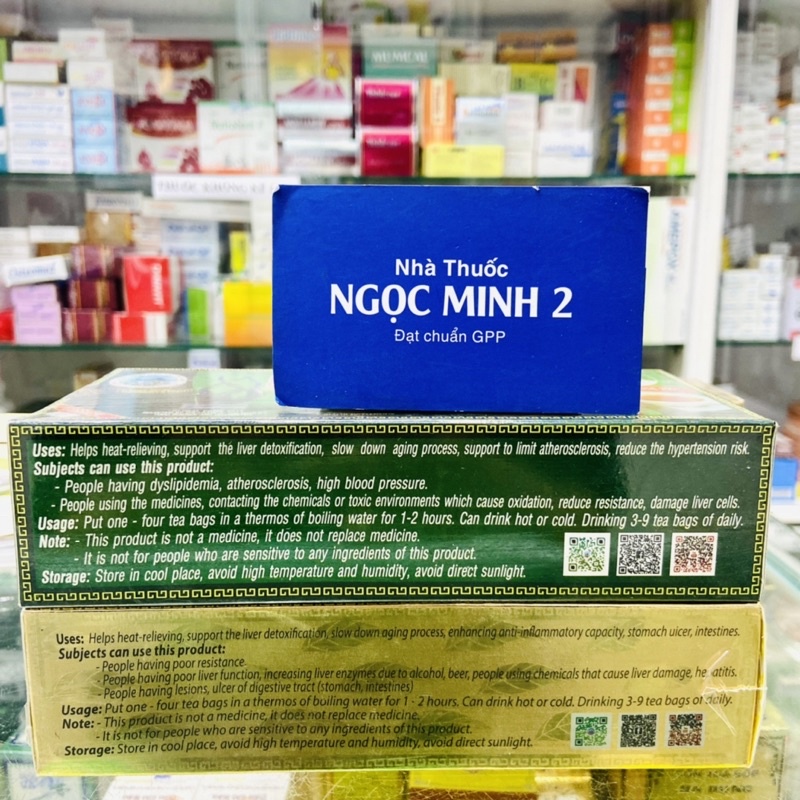 THUỐC KHÔNG KÊ
Nhà Thuốc
NGỌC MINH 2
Đạt chuẩn GPP
Uses: Helps heat-relieving, support the liver detoxification, slow down aging process, support to limit atherosclerosis, reduce the hypertension risk.
Subjects can use this product:
- People having dyslipidemia, atherosclerosis, high blood pressure.
- People using the medicines, contacting the chemicals or toxic environments which cause oxidation, reduce resistance, damage liver cells.
Usage: Put one - four tea bags in a thermos of boiling water for 1-2 hours. Can drink hot or cold. Drinking 3-9 tea bags of daily.
Note: - This product is not a medicine, it does not replace medicine.
- It is not for people who are sensitive to any ingredients of this product.
Storage: Store in cool place, avoid high temperature and humidity, avoid direct sunlight.
Uses: Helps heat-relieving, support the liver detoxification, slow down aging process, enhancing anti-inflammatory capacity, stomach ulcer, intestines.
Subjects can use this product:
- People having poor resistance
- People having poor liver function, increasing liver enzymes due to alcohol, beer, people using chemicals that cause liver damage, hepatitis.
- People having lesions, ulcer of digestive tract (stomach, intestines)
Usage: Put one - four tea bags in a thermos of boiling water for 1 - 2 hours. Can drink hot or cold. Drinking 3-9 tea bags of daily.
Note: - This product is not a medicine, it does not replace medicine.
- It is not for people who are sensitive to any ingredients of this product.
Storage: Store in cool place, avoid high temperature and humidity, avoid direct sunlight.